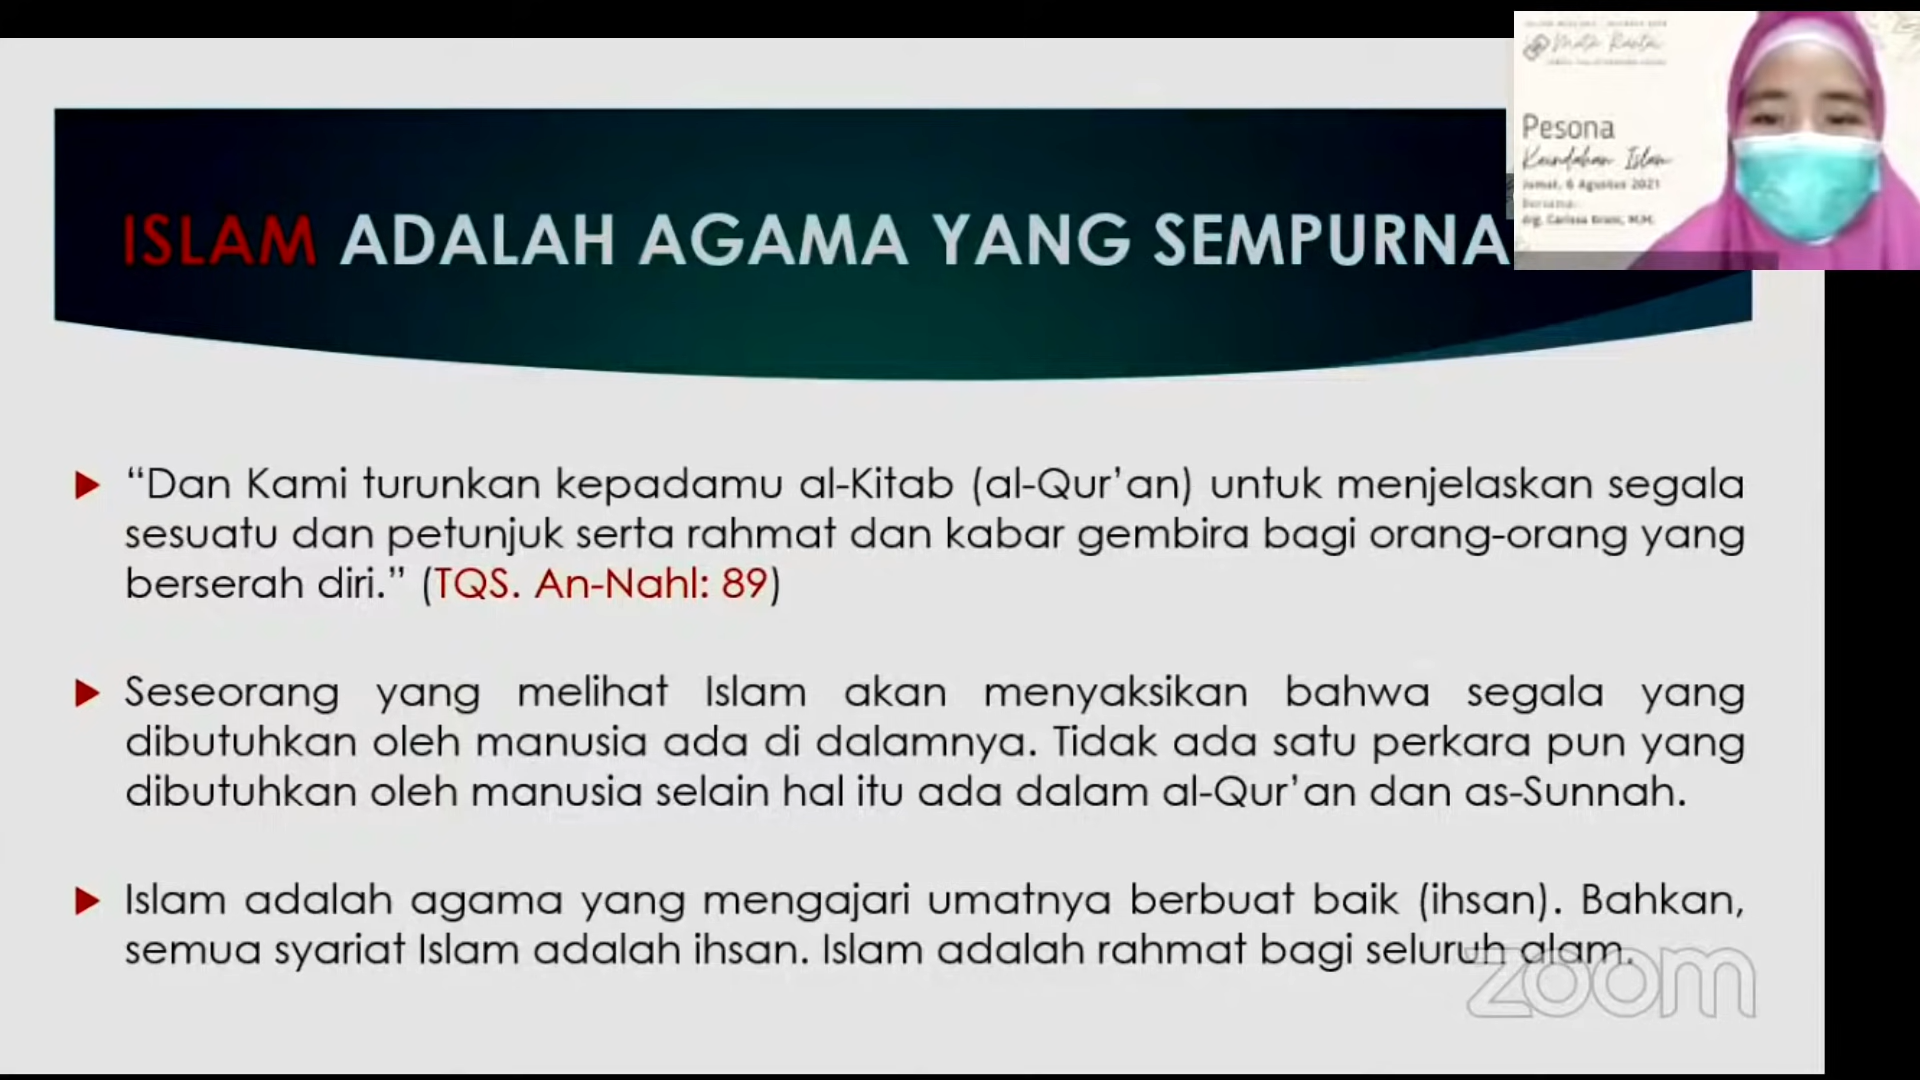 Pesona
Keindahan Islam
Jumat, 6 Agustus 2021
Bersama:
ISLAM ADALAH AGAMA YANG SEMPURNA
“Dan Kami turunkan kepadamu al-Kitab (al-Qur’an) untuk menjelaskan segala
sesuatu dan petunjuk serta rahmat dan kabar gembira bagi orang-orang yang
berserah diri.” (TQS. An-Nahl: 89)
Seseorang yang melihat Islam akan menyaksikan bahwa segala yang
dibutuhkan oleh manusia ada di dalamnya. Tidak ada satu perkara pun yang
dibutuhkan oleh manusia selain hal itu ada dalam al-Qur’an dan as-Sunnah.
Islam adalah agama yang mengajari umatnya berbuat baik (ihsan). Bahkan,
semua syariat Islam adalah ihsan. Islam adalah rahmat bagi seluruh alam.
zoom